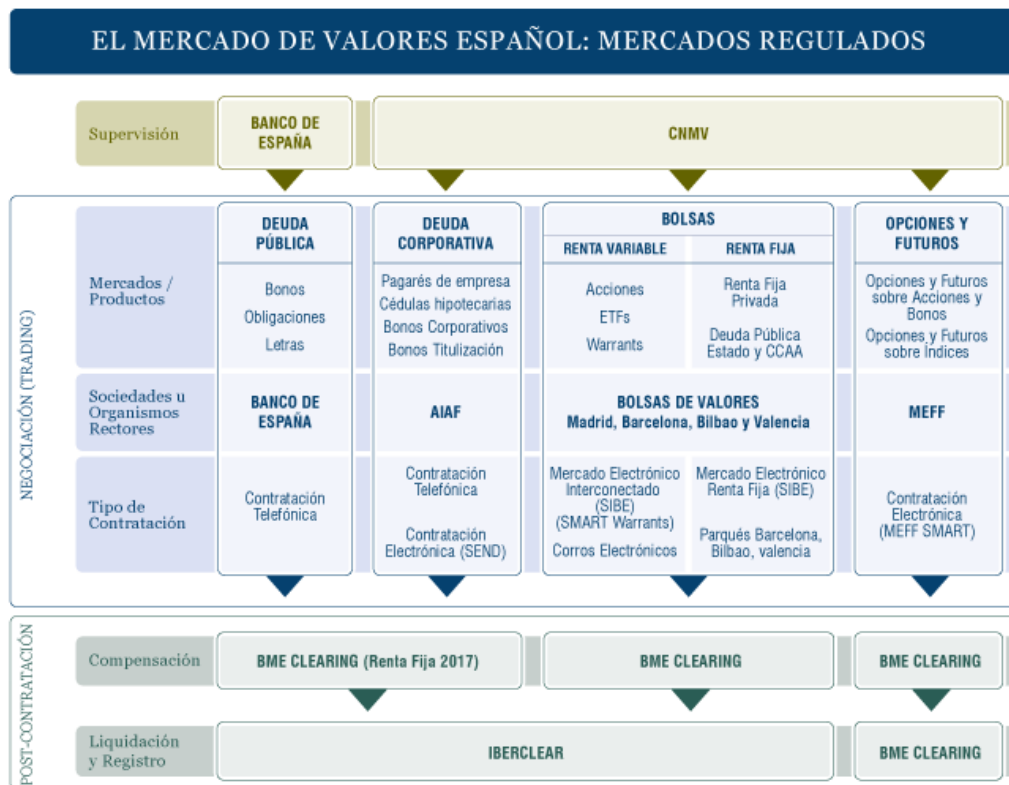 EL MERCADO DE VALORES ESPAÑOL: MERCADOS REGULADOS
Supervisión
BANCO DE
ESPAÑA
CNMV
NEGOCIACIÓN (TRADING)
Mercados /
Productos
DEUDA
PÚBLICA
Bonos
Obligaciones
Letras
DEUDA
CORPORATIVA
Pagarés de empresa
Cédulas hipotecarias
Bonos Corporativos
Bonos Titulización
BOLSAS
RENTA VARIABLE
Acciones
ETFs
Warrants
RENTA FIJA
Renta Fija
Privada
Deuda Pública
Estado y CCAA
OPCIONES Y
FUTUROS
Opciones y Futuros
sobre Acciones y
Bonos
Opciones y Futuros
sobre Índices
Sociedades u
Organismos
Rectores
BANCO DE
ESPAÑA
AIAF
BOLSAS DE VALORES
Madrid, Barcelona, Bilbao y Valencia
MEFF
Tipo de
Contratación
Contratación
Telefónica
Contratación
Telefónica
Contratación
Electrónica (SEND)
Mercado Electrónico
Interconectado
(SIBE)
(SMART Warrants)
Corros Electrónicos
Mercado Electrónico
Renta Fija (SIBE)
Parqués Barcelona,
Bilbao, valencia
Contratación
Electrónica
(MEFF SMART)
POST-CONTRATACIÓN
Compensación
BME CLEARING (Renta Fija 2017)
BME CLEARING
BME CLEARING
Liquidación
y Registro
IBERCLEAR
BME CLEARING